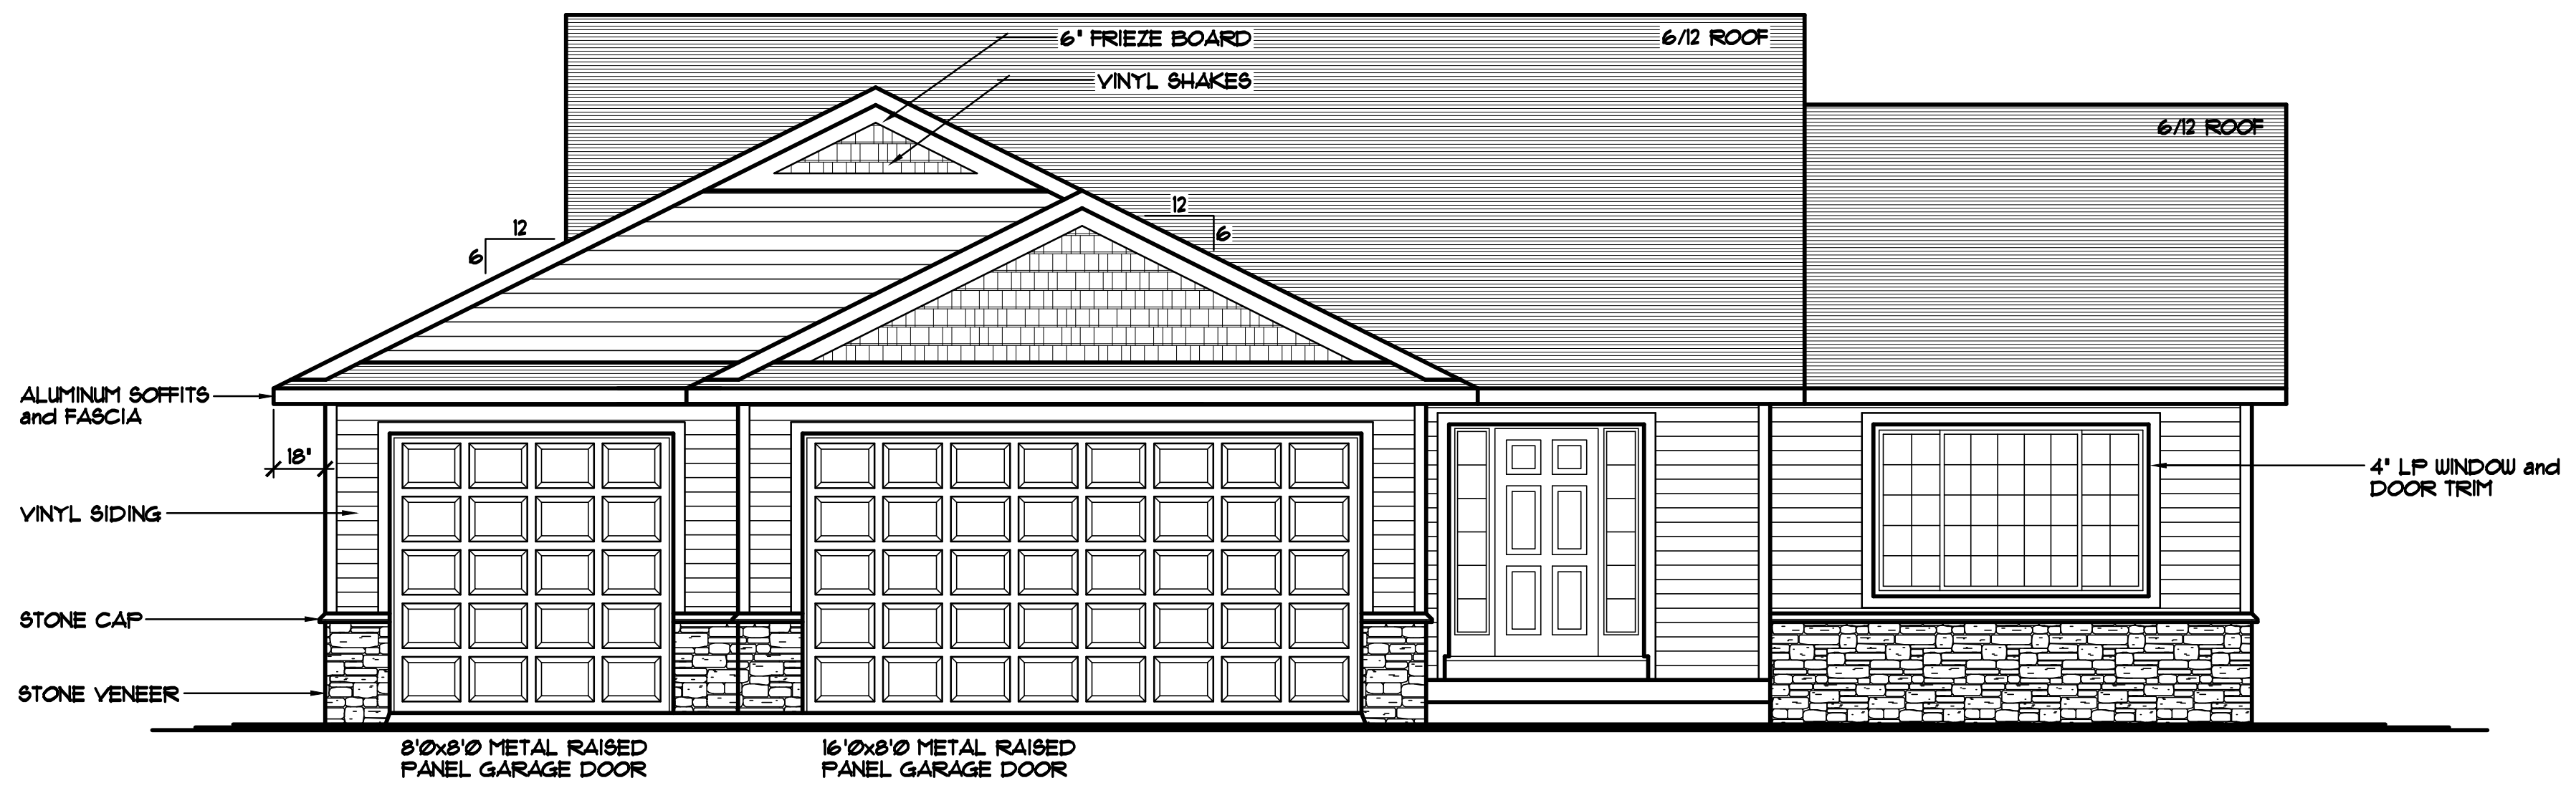 6" FRIEZE BOARD
6/12 ROOF
VINYL SHAKES
6/12 ROOF
12
6
12
6
ALUMINUM SOFFITS
and FASCIA
18"
4" LP WINDOW and
DOOR TRIM
VINYL SIDING
STONE CAP
STONE VENEER
8'0x8'0 METAL RAISED
PANEL GARAGE DOOR
16'0x8'0 METAL RAISED
PANEL GARAGE DOOR